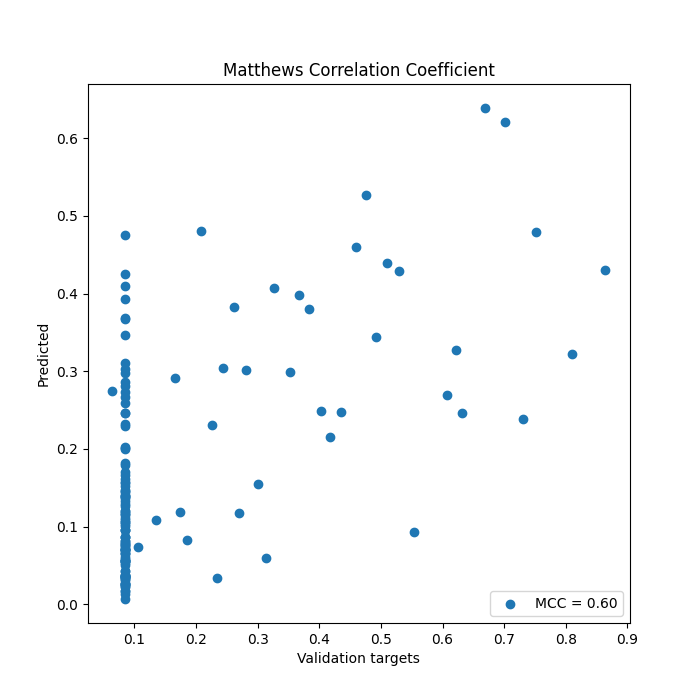 Matthews Correlation Coefficient
0.6
0.5
0.4
0.3
0.2
0.1
0.0
Predicted
MCC = 0.60
0.1 0.2 0.3 0.4 0.5 0.6 0.7 0.8 0.9
Validation targets